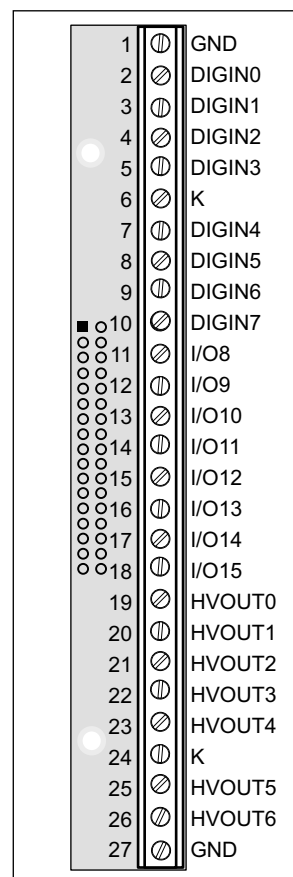 1 GND
2 DIGIN0
3 DIGIN1
4 DIGIN2
5 DIGIN3
6 K
7 DIGIN4
8 DIGIN5
9 DIGIN6
10 DIGIN7
11 I/O8
12 I/O9
13 I/O10
14 I/O11
15 I/O12
16 I/O13
17 I/O14
18 I/O15
19 HVOUT0
20 HVOUT1
21 HVOUT2
22 HVOUT3
23 HVOUT4
24 K
25 HVOUT5
26 HVOUT6
27 GND